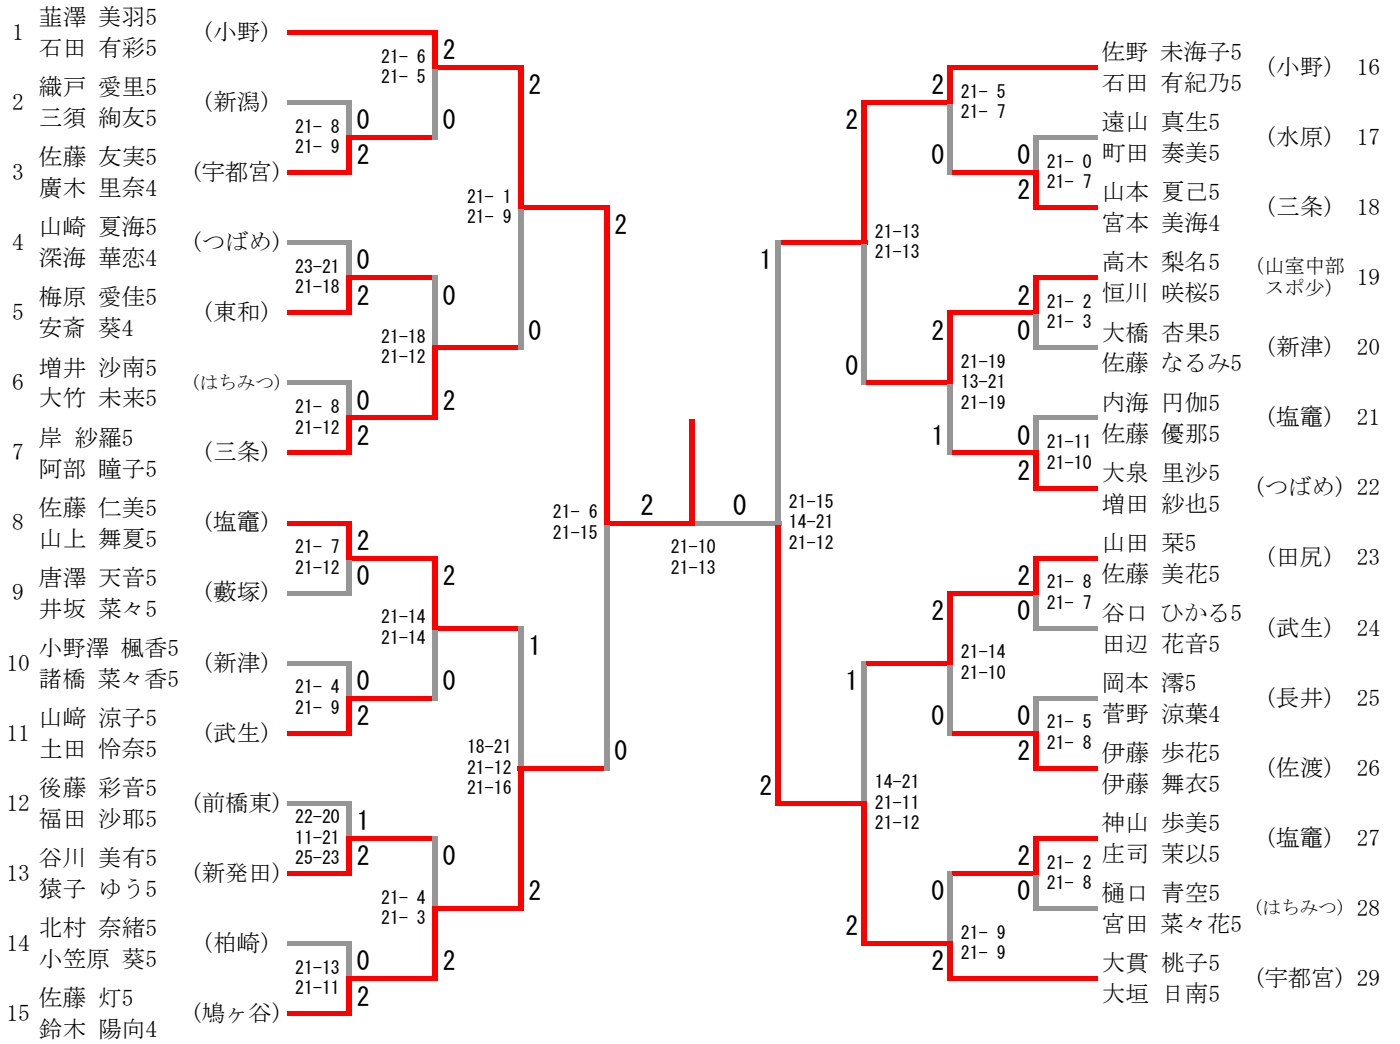 1 韮澤 美羽5 (小野)
石田 有彩5
2 織戸 愛里5 (新潟)
三須 絢友5
3 佐藤 友実5 (宇都宮)
廣木 里奈4
4 山崎 夏海5 (つばめ)
深海 華恋4
5 梅原 愛佳5 (東和)
安斎 葵4
6 増井 沙南5 (はちみつ)
大竹 未来5
7 岸 紗羅5 (三条)
阿部 瞳子5
8 佐藤 仁美5 (塩竈)
山上 舞夏5
9 唐澤 天音5 (藪塚)
井坂 菜々5
10 小野澤 楓香5 (新津)
諸橋 菜々香5
11 山﨑 涼子5 (武生)
土田 怜奈5
12 後藤 彩音5 (前橋東)
福田 沙耶5
13 谷川 美有5 (新発田)
猿子 ゆう5
14 北村 奈緒5 (柏崎)
小笠原 葵5
15 佐藤 灯5 (鳩ヶ谷)
鈴木 陽向4
21- 8 0
21- 9 2
23-21 0
21-18 2
21- 8 0
21-12 2
21- 7 2
21-12 0
21- 4 0
21- 9 2
22-20 1
11-21
25-23 2
21-13 0
21-11 2
21- 6 2
21- 5 0
21-18 0
21-12 2
21-14 2
21-14 0
21- 4 0
21- 3 2
21- 1 2
21- 9 0
18-21 1
21-12
21-16 2
21- 6 2
21-15 0
2 0
21-10
21-13
21-15 1
14-21
21-12 2
21-13 2
21-13 0
14-21 1
21-11
21-12 2
21- 5 2
21- 7 0
21-19 2
13-21
21-19 1
21-14 2
21-10 0
21- 9 0
21- 9 2
21- 0 0
21- 7 2
21- 2 2
21- 3 0
21-11 0
21-10 2
21- 8 2
21- 7 0
21- 5 0
21- 8 2
21- 2 2
21- 8 0
佐野 未海子5 (小野) 16
石田 有紀乃5
遠山 真生5 (水原) 17
町田 奏美5
山本 夏己5 (三条) 18
宮本 美海4
高木 梨名5 (山室中部
スポ少) 19
恒川 咲桜5
大橋 杏果5 (新津) 20
佐藤 なるみ5
内海 円伽5 (塩竈) 21
佐藤 優那5
大泉 里沙5 (つばめ) 22
増田 紗也5
山田 栞5 (田尻) 23
佐藤 美花5
谷口 ひかる5 (武生) 24
田辺 花音5
岡本 澪5 (長井) 25
菅野 涼葉4
伊藤 歩花5 (佐渡) 26
伊藤 舞衣5
神山 歩美5 (塩竈) 27
庄司 茉以5
樋口 青空5 (はちみつ) 28
宮田 菜々花5
大貫 桃子5 (宇都宮) 29
大垣 日南5